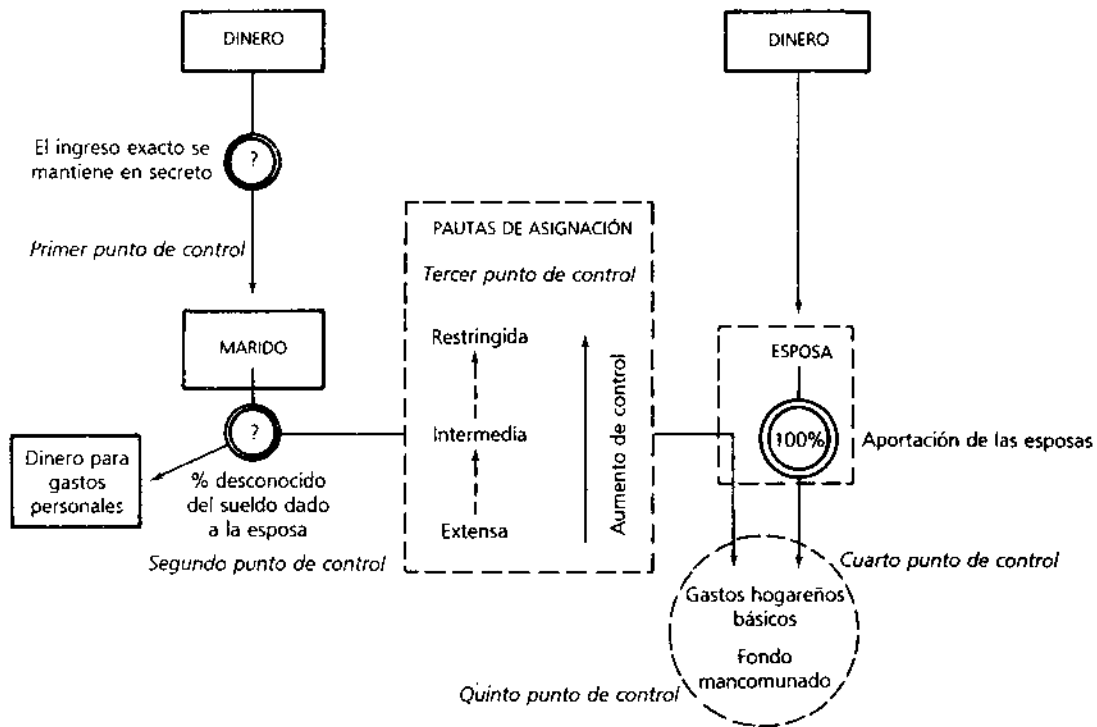 DINERO
DINERO
?
El ingreso exacto se
mantiene en secreto
Primer punto de control
PAUTAS DE ASIGNACIÓN
Tercer punto de control
MARIDO
Restringida
Intermedia
Extensa
Aumento de control
ESPOSA
100%
Aportación de las esposas
?
Dinero para
gastos
personales
% desconocido
del sueldo dado
a la esposa
Segundo punto de control
Cuarto punto de control
Gastos hogareños
básicos
Fondo
mancomunado
Quinto punto de control